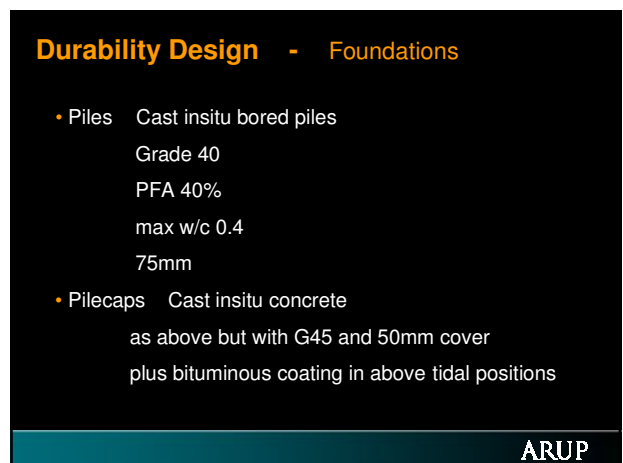 Durability Design - Foundations
• Piles Cast insitu bored piles
Grade 40
PFA 40%
max w/c 0.4
75mm
• Pilecaps Cast insitu concrete
as above but with G45 and 50mm cover
plus bituminous coating in above tidal positions
ARUP